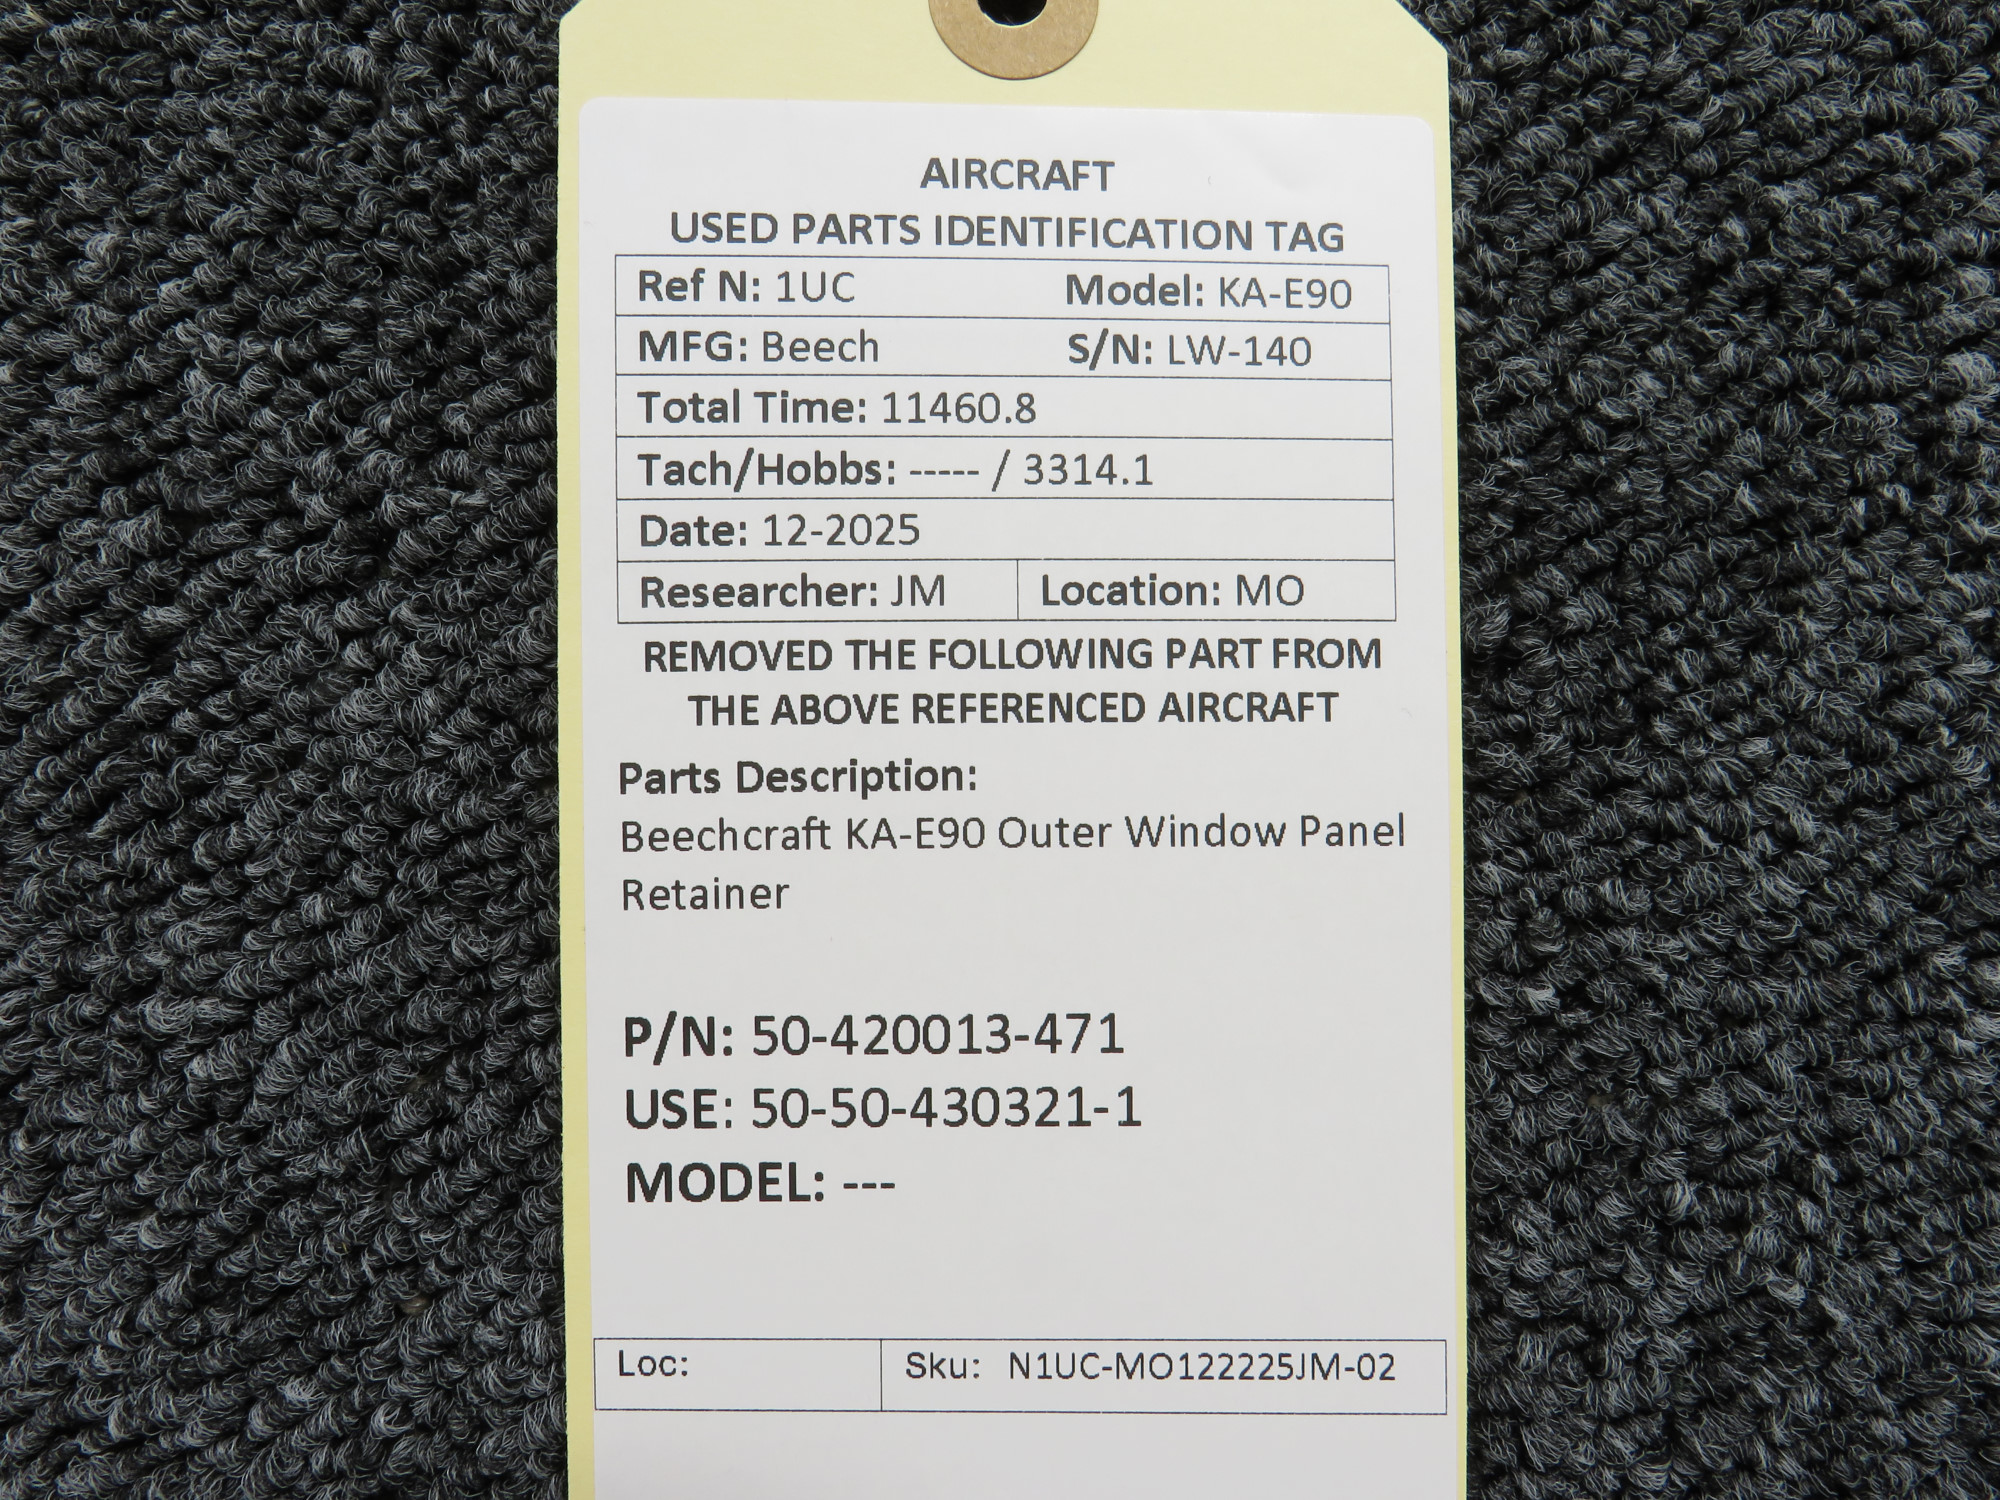 AIRCRAFT
USED PARTS IDENTIFICATION TAG
Ref N: 1UC Model: KA-E90
MFG: Beech S/N: LW-140
Total Time: 11460.8
Tach/Hobbs: ----- / 3314.1
Date: 12-2025
Researcher: JM Location: MO
REMOVED THE FOLLOWING PART FROM
THE ABOVE REFERENCED AIRCRAFT
Parts Description:
Beechcraft KA-E90 Outer Window Panel
Retainer
P/N: 50-420013-471
USE: 50-50-430321-1
MODEL: ---
Loc: Sku: N1UC-MO122225JM-02